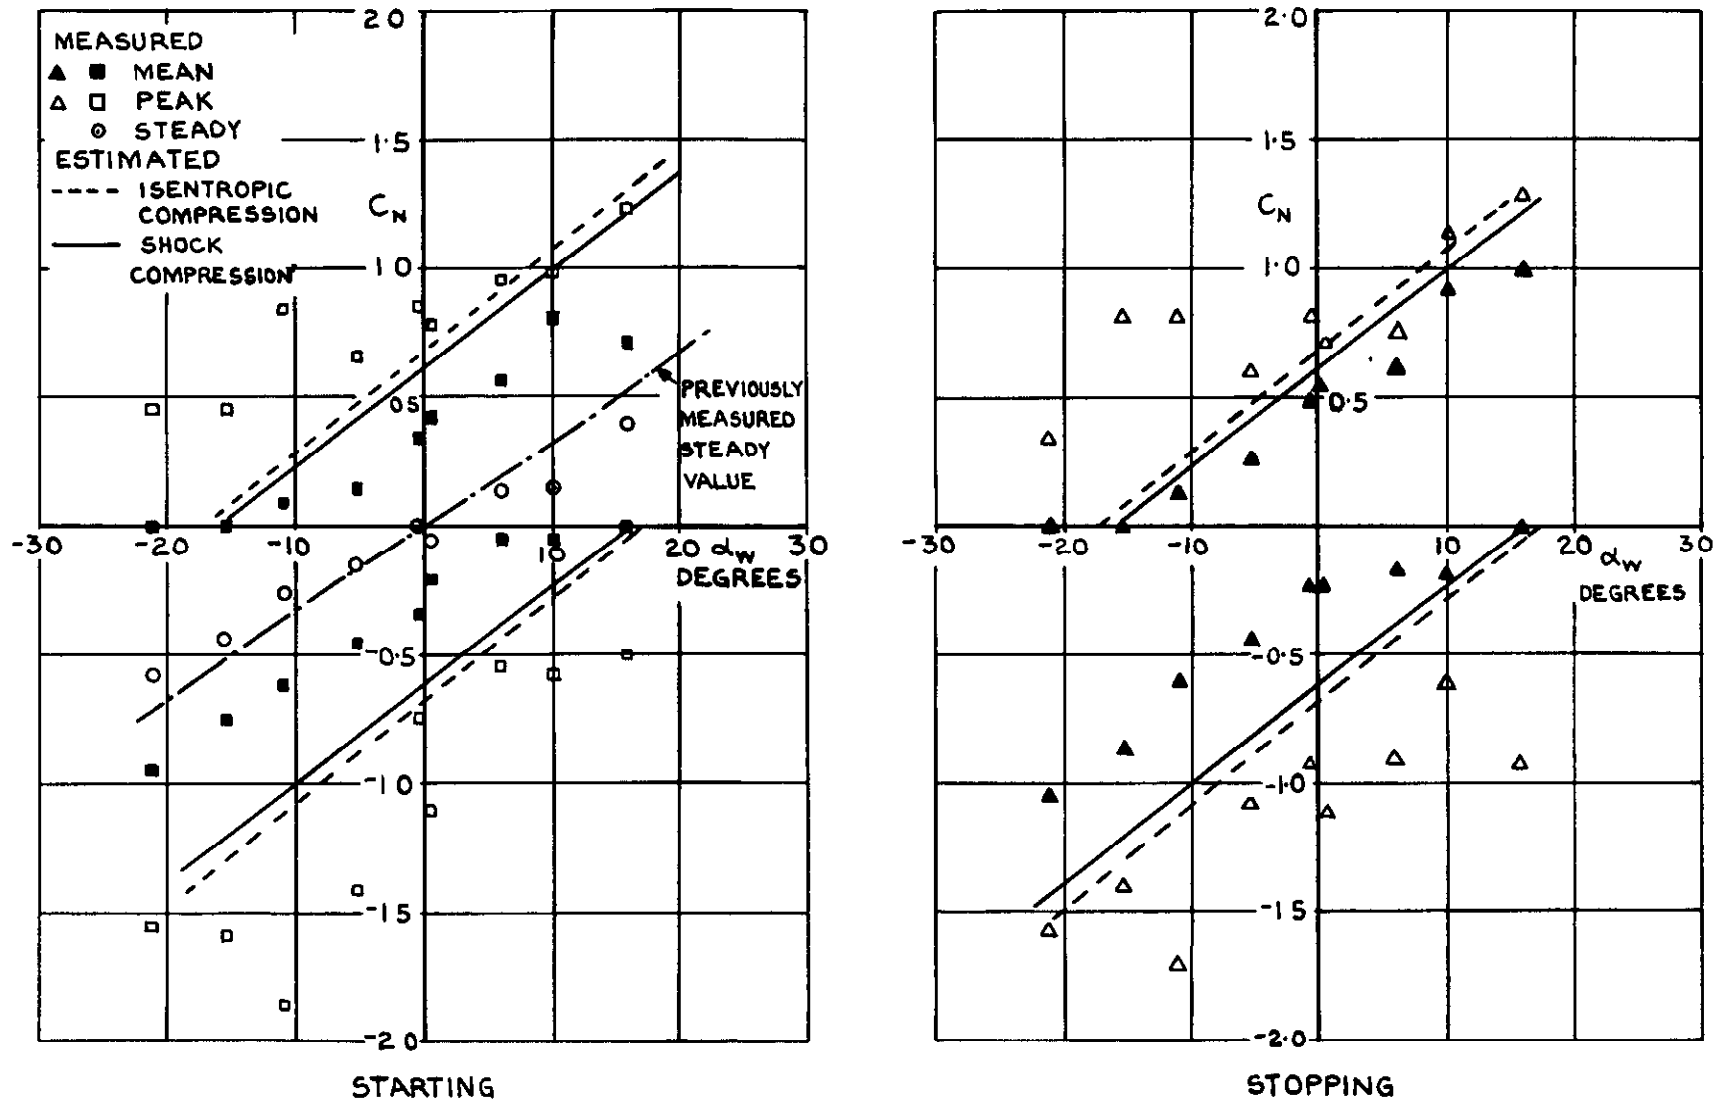 MEASURED
MEAN
PEAK
STEADY
ESTIMATED
ISENTROPIC
COMPRESSION
SHOCK
COMPRESSION
2.0
1.5
C_N
1.0
0.5
-30
-20
-10
0
10
20
α_W
30
DEGREES
PREVIOUSLY
MEASURED
STEADY
VALUE
-0.5
-1.0
-1.5
-2.0
STARTING
2.0
1.5
C_N
1.0
0.5
-30
-20
-10
0
10
20
α_W
30
DEGREES
-0.5
-1.0
-1.5
-2.0
STOPPING